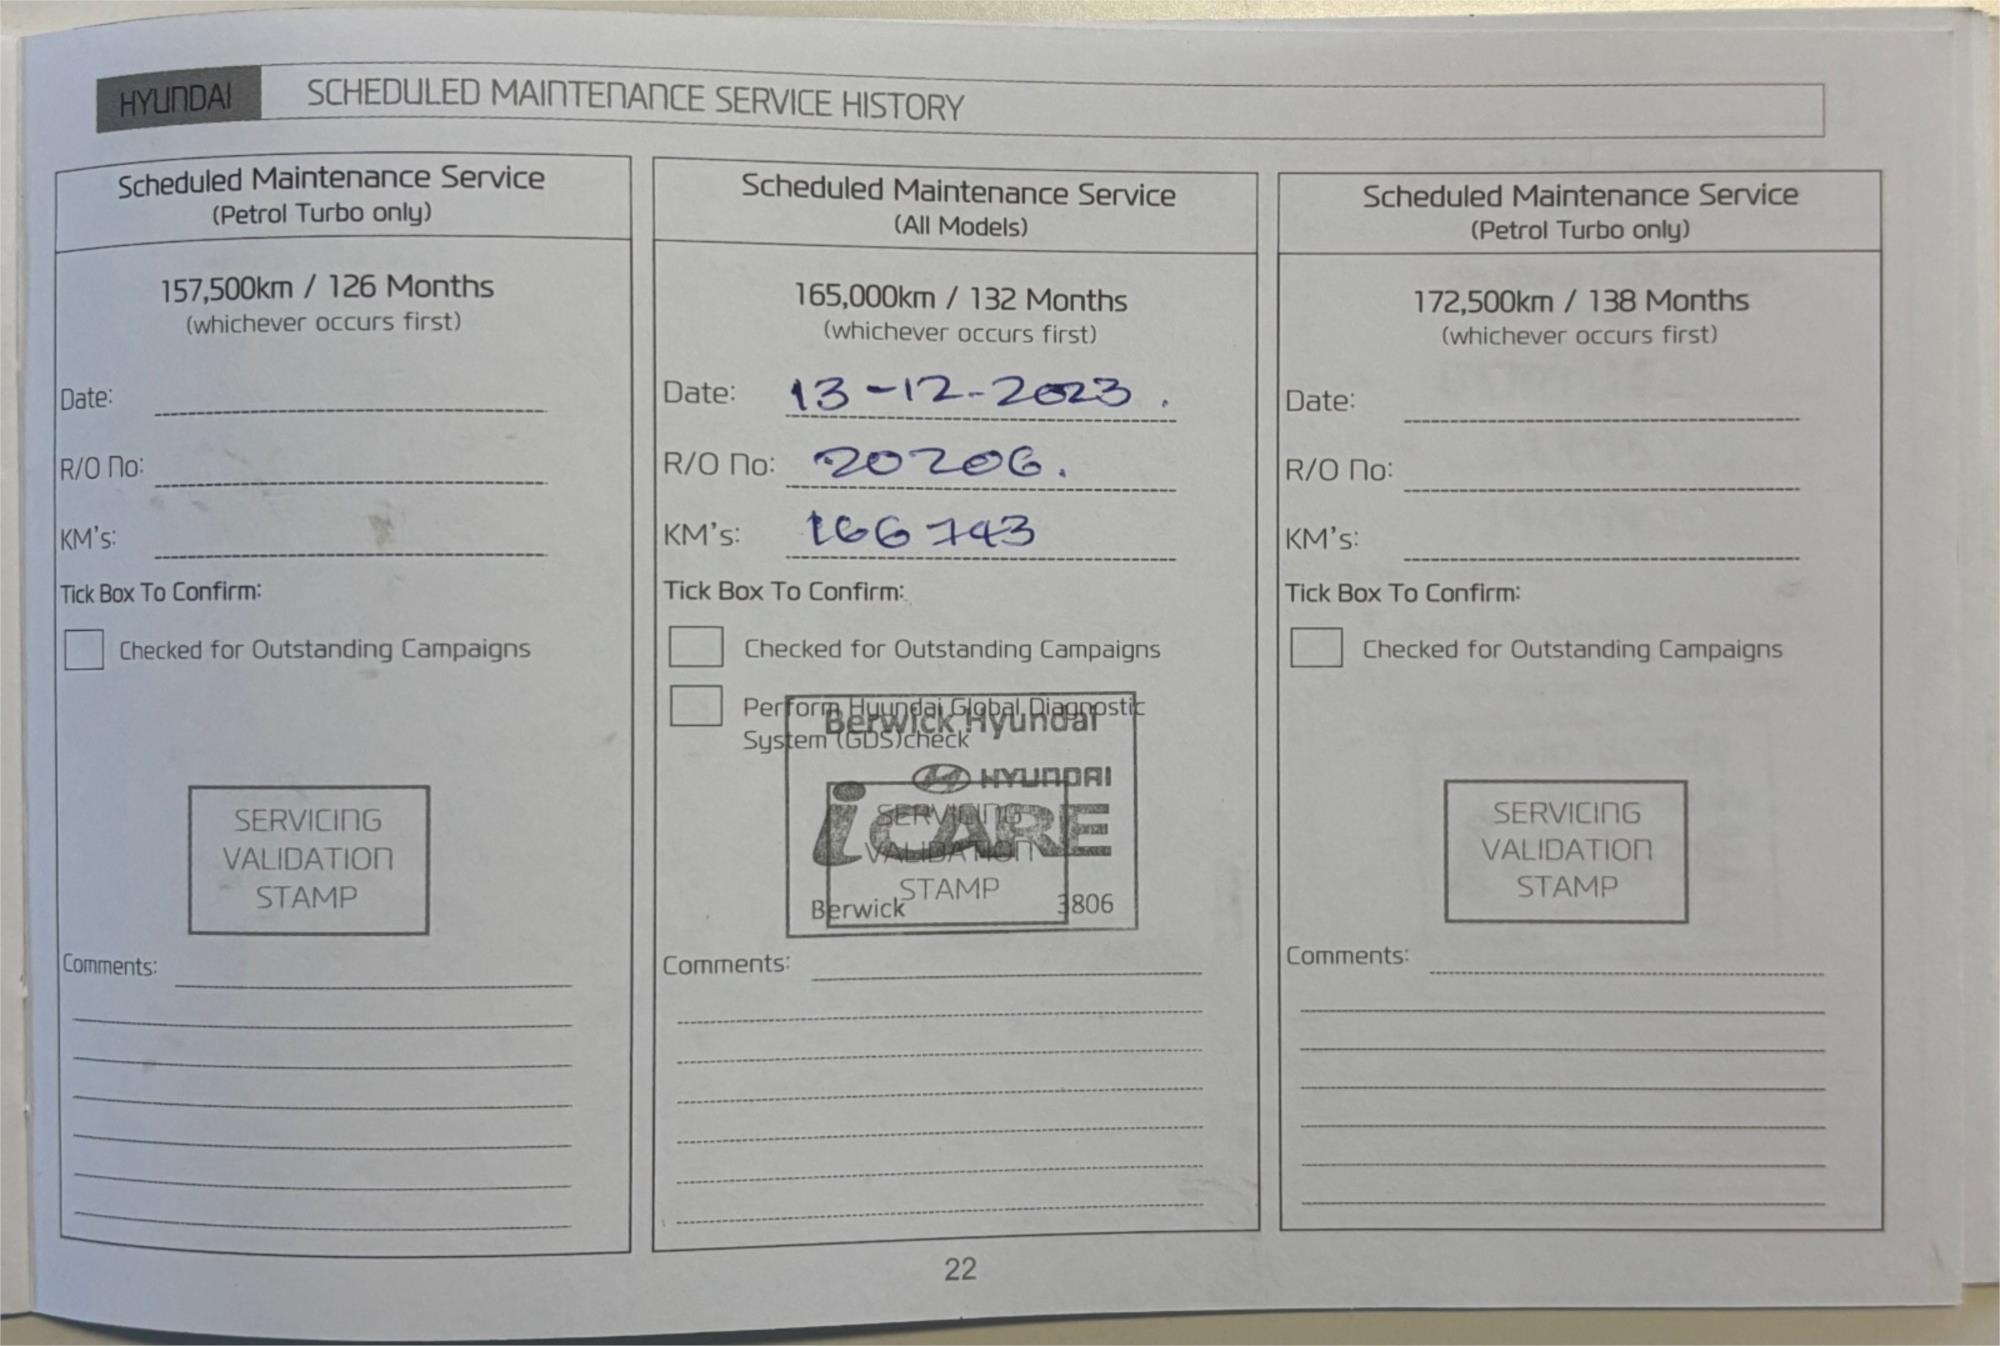 HYUNDAI
SCHEDULED MAINTENANCE SERVICE HISTORY
Scheduled Maintenance Service
(Petrol Turbo only)
157,500km / 126 Months
(whichever occurs first)
Date:
R/O No:
KM's:
Tick Box To Confirm:
Checked for Outstanding Campaigns
SERVICING
VALIDATION
STAMP
Comments:
Scheduled Maintenance Service
(All Models)
165,000km / 132 Months
(whichever occurs first)
Date: 13-12-2023.
R/O No: 20206.
KM's: 166743
Tick Box To Confirm:
Checked for Outstanding Campaigns
Perform Hyundai Global Diagnostic
System (GDS)check
Berwick Hyundai
HYUNDAI
iCARE
SERVICING
VALIDATION
STAMP
Berwick 3806
Comments:
Scheduled Maintenance Service
(Petrol Turbo only)
172,500km / 138 Months
(whichever occurs first)
Date:
R/O No:
KM's:
Tick Box To Confirm:
Checked for Outstanding Campaigns
SERVICING
VALIDATION
STAMP
Comments:
22